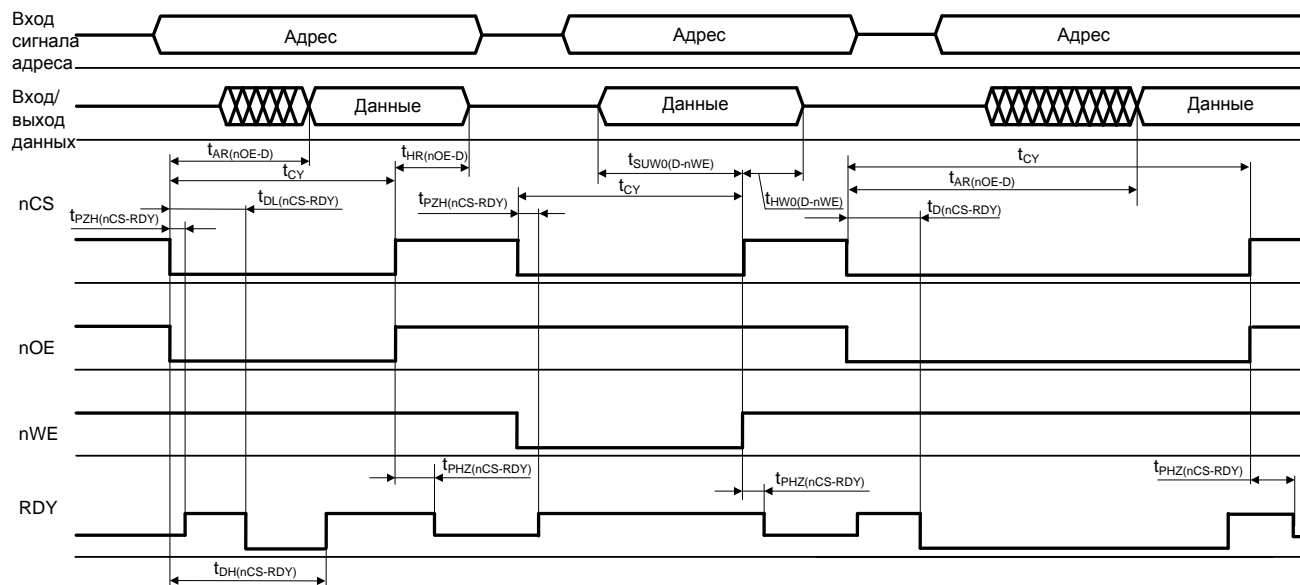 Вход
сигнала
адреса
Адрес
Адрес
Адрес
Вход/
выход
данных
Данные
Данные
Данные
tAR(nOE-D)
tHR(nOE-D)
tSUW0(D-nWE)
tCY
tCY
tCY
tAR(nOE-D)
nCS
tDL(nCS-RDY)
tPZH(nCS-RDY)
tPZH(nCS-RDY)
tHW0(D-nWE)
tD(nCS-RDY)
nOE
nWE
tPHZ(nCS-RDY)
tPHZ(nCS-RDY)
tPHZ(nCS-RDY)
RDY
tDH(nCS-RDY)